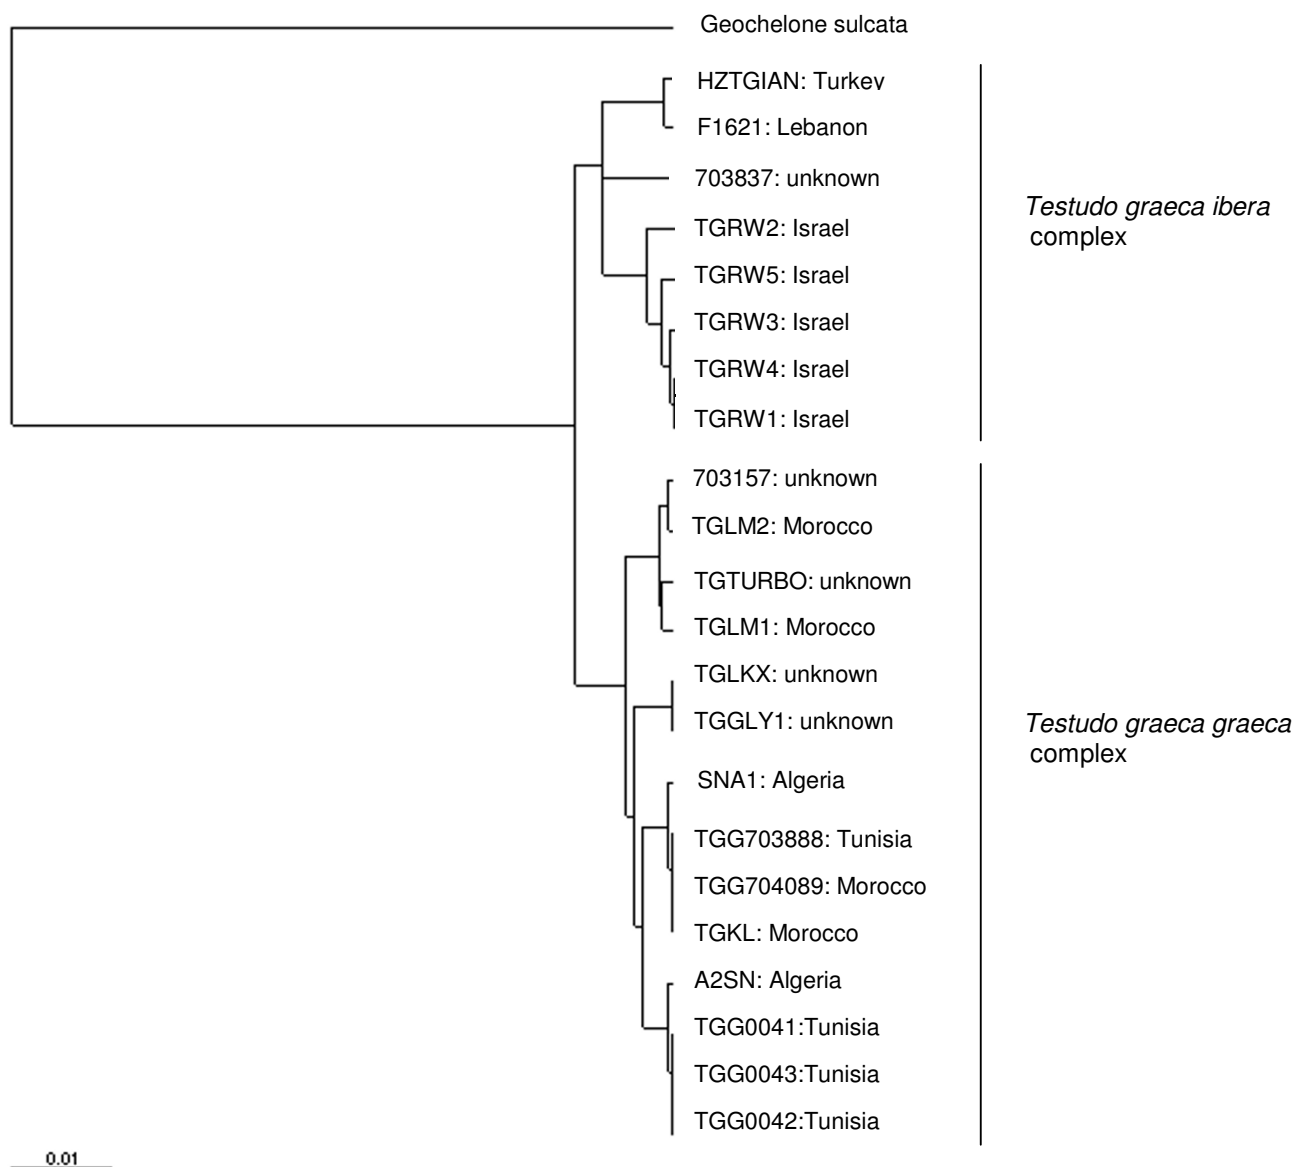 Geochelone sulcata
HZTGIAN: Turkev
F1621: Lebanon
703837: unknown
TGRW2: Israel
Testudo graeca ibera
complex
TGRW5: Israel
TGRW3: Israel
TGRW4: Israel
TGRW1: Israel
703157: unknown
TGLM2: Morocco
TGTURBO: unknown
TGLM1: Morocco
TGLKX: unknown
TGGLY1: unknown
Testudo graeca graeca
complex
SNA1: Algeria
TGG703888: Tunisia
TGG704089: Morocco
TGKL: Morocco
A2SN: Algeria
TGG0041:Tunisia
TGG0043:Tunisia
TGG0042:Tunisia
0.01